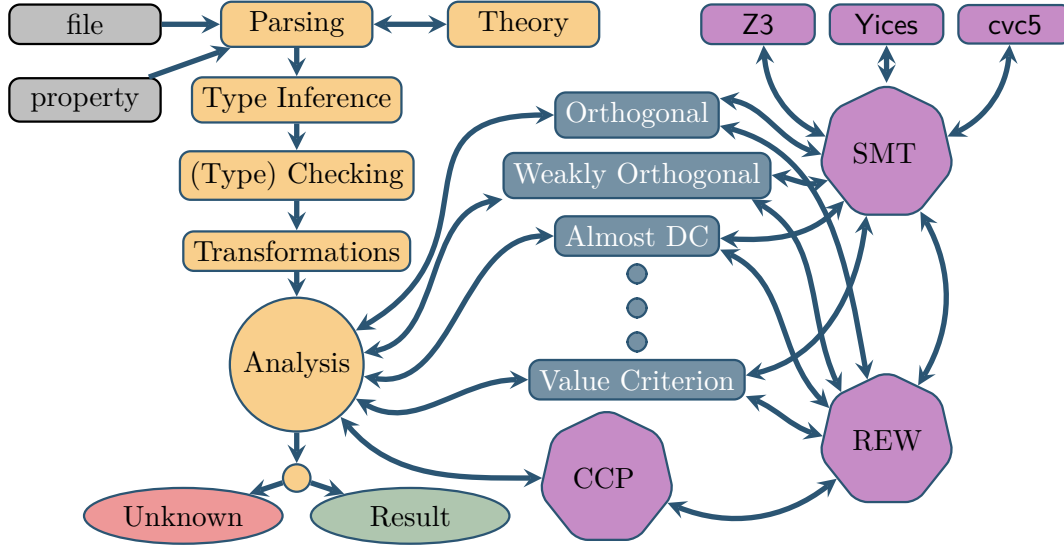 file
Parsing
Theory
Z3
Yices
cvc5
property
Type Inference
Orthogonal
SMT
(Type) Checking
Weakly Orthogonal
Transformations
Almost DC
Analysis
Value Criterion
REW
CCP
Unknown
Result